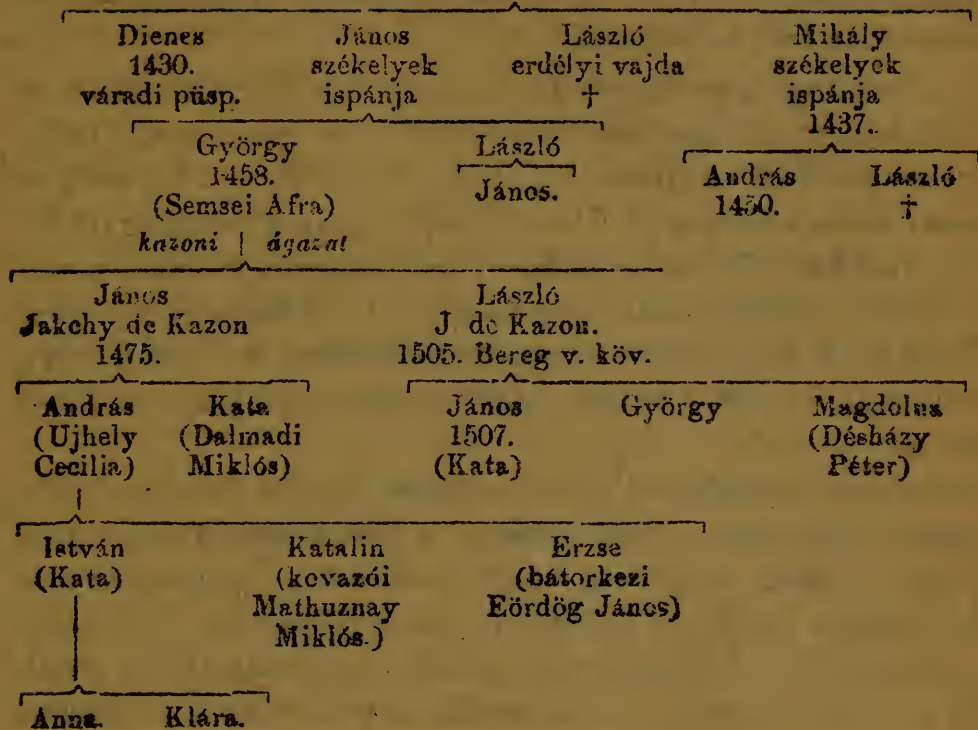 Dienes János László Mihály
1430. székelyek erdélyi vajda székelyek
váradi püsp. ispánja † ispánja
1437.
György László
1458. János. András László
(Semsei Afra) 1450. †
kazoni ágazat
János László
Jakchy de Kazon J. de Kazon.
1475. 1505. Bereg v. köv.
András Kata János György Magdolna
(Ujhely (Dalmadi 1507. (Désházy
Cecilia) Miklós) (Kata) Péter)
István Katalin Erzse
(Kata) (kovazói (bátorkezi
Mathuznay Eördög János)
Miklós.)
Anna. Klára.